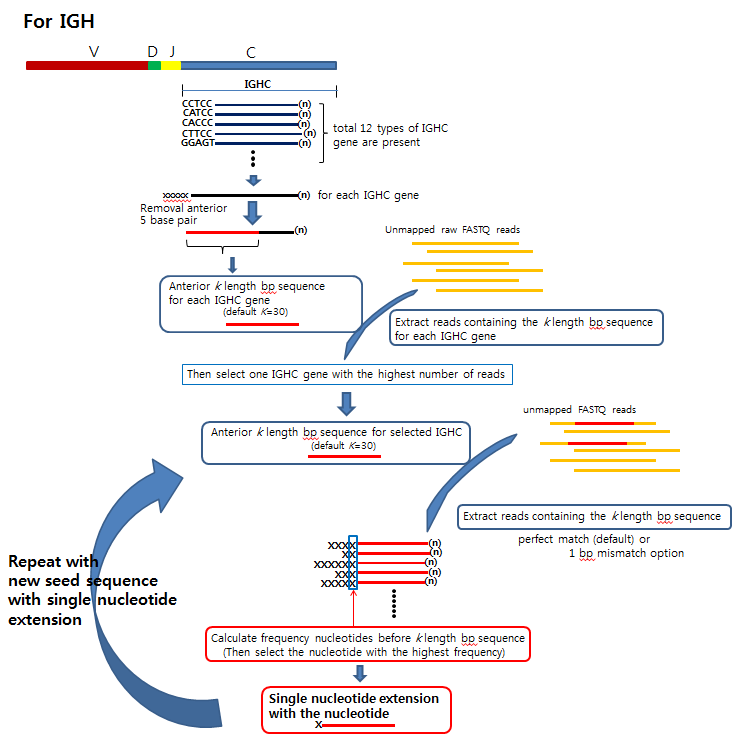 For IGH
V D J C
IGHC
CCTCC (n)
CATCC (n)
CACCC (n)
CTTCC (n)
GGAGT (n)
total 12 types of IGHC
gene are present
xxxxx (n) for each IGHC gene
Removal anterior
5 base pair
(n)
Unmapped raw FASTQ reads
Anterior k length bp sequence
for each IGHC gene
(default K=30)
Extract reads containing the k length bp sequence
for each IGHC gene
Then select one IGHC gene with the highest number of reads
unmapped FASTQ reads
Anterior k length bp sequence for selected IGHC
(default K=30)
Extract reads containing the k length bp sequence
perfect match (default) or
1 bp mismatch option
XXXX (n)
XX (n)
XXXXXX (n)
XXX (n)
XXXXX (n)
Repeat with
new seed sequence
with single nucleotide
extension
Calculate frequency nucleotides before k length bp sequence
(Then select the nucleotide with the highest frequency)
Single nucleotide extension
with the nucleotide
X